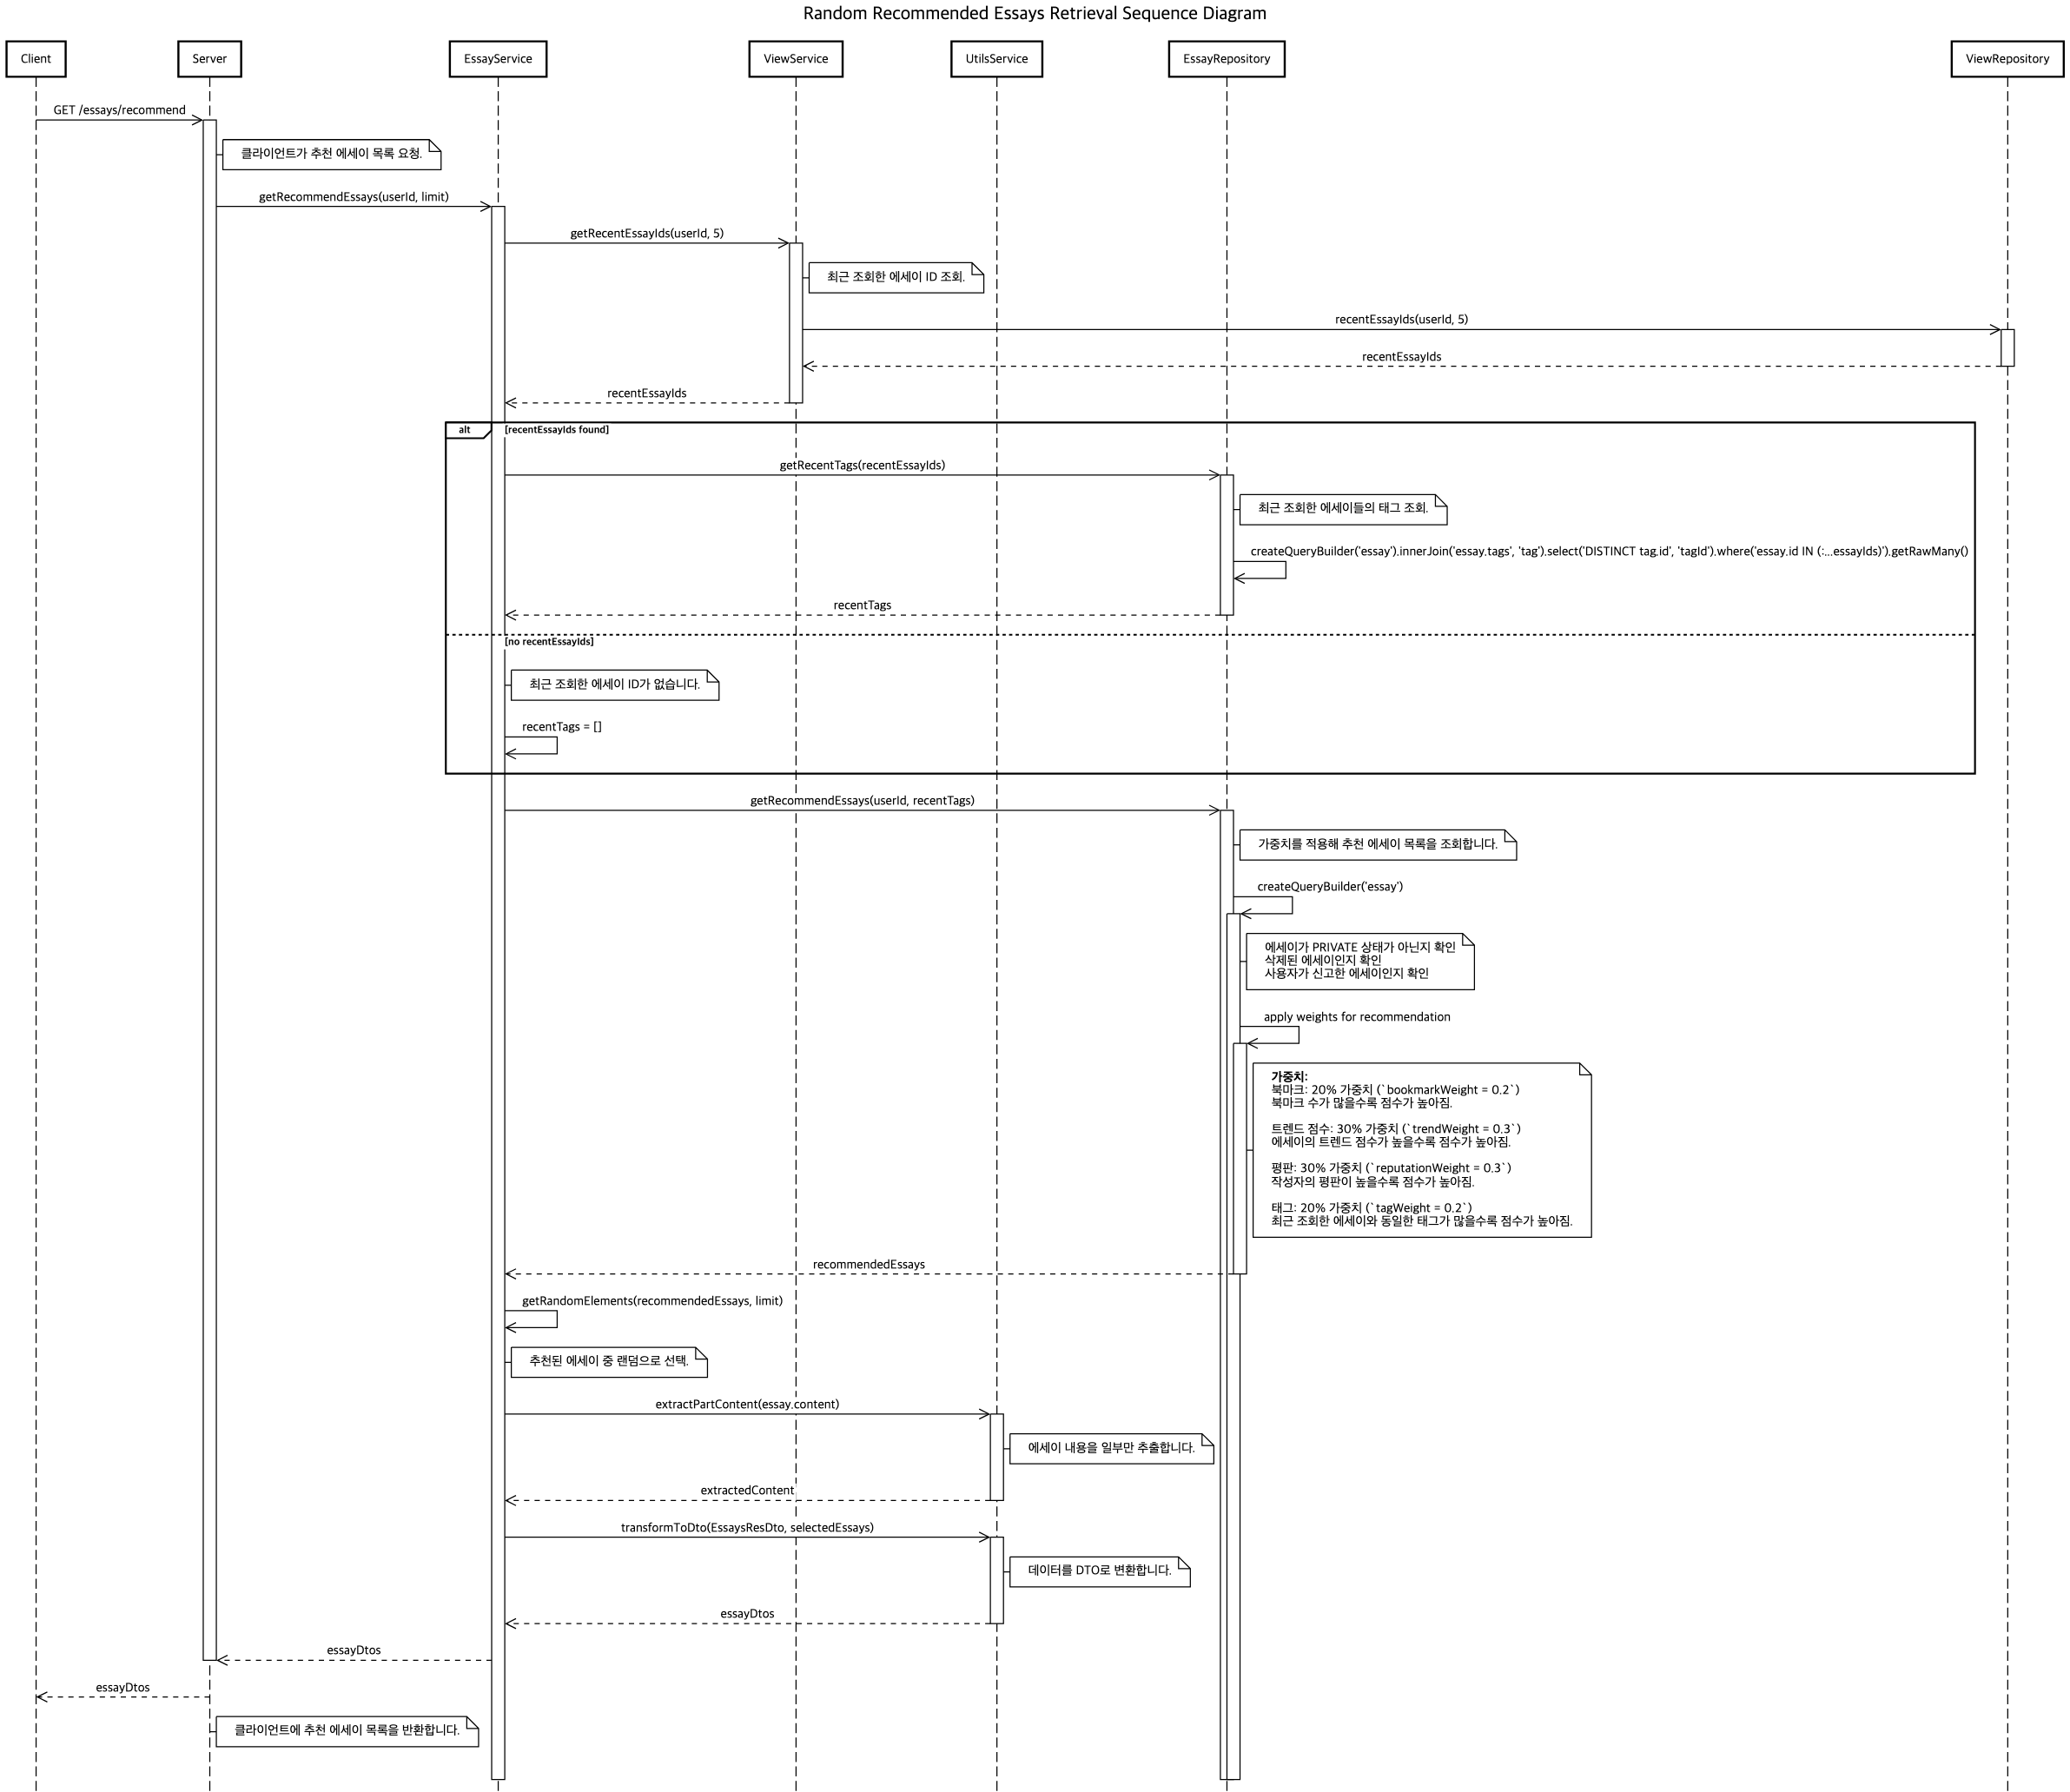 Random Recommended Essays Retrieval Sequence Diagram
Client
Server
EssayService
ViewService
UtilsService
EssayRepository
ViewRepository
GET /essays/recommend
클라이언트가 추천 에세이 목록 요청.
getRecommendEssays(userId, limit)
getRecentEssayIds(userId, 5)
최근 조회한 에세이 ID 조회.
recentEssayIds(userId, 5)
recentEssayIds
recentEssayIds
alt
[recentEssayIds found]
getRecentTags(recentEssayIds)
최근 조회한 에세이들의 태그 조회.
createQueryBuilder('essay').innerJoin('essay.tags', 'tag').select('DISTINCT tag.id', 'tagId').where('essay.id IN (:...essayIds)').getRawMany()
recentTags
[no recentEssayIds]
최근 조회한 에세이 ID가 없습니다.
recentTags = []
getRecommendEssays(userId, recentTags)
가중치를 적용해 추천 에세이 목록을 조회합니다.
createQueryBuilder('essay')
에세이가 PRIVATE 상태가 아닌지 확인
삭제된 에세이인지 확인
사용자가 신고한 에세이인지 확인
apply weights for recommendation
가중치:
북마크: 20% 가중치 (`bookmarkWeight = 0.2`)
북마크 수가 많을수록 점수가 높아짐.
트렌드 점수: 30% 가중치 (`trendWeight = 0.3`)
에세이의 트렌드 점수가 높을수록 점수가 높아짐.
평판: 30% 가중치 (`reputationWeight = 0.3`)
작성자의 평판이 높을수록 점수가 높아짐.
태그: 20% 가중치 (`tagWeight = 0.2`)
최근 조회한 에세이와 동일한 태그가 많을수록 점수가 높아짐.
recommendedEssays
getRandomElements(recommendedEssays, limit)
추천된 에세이 중 랜덤으로 선택.
extractPartContent(essay.content)
에세이 내용을 일부만 추출합니다.
extractedContent
transformToDto(EssaysResDto, selectedEssays)
데이터를 DTO로 변환합니다.
essayDtos
essayDtos
essayDtos
클라이언트에 추천 에세이 목록을 반환합니다.